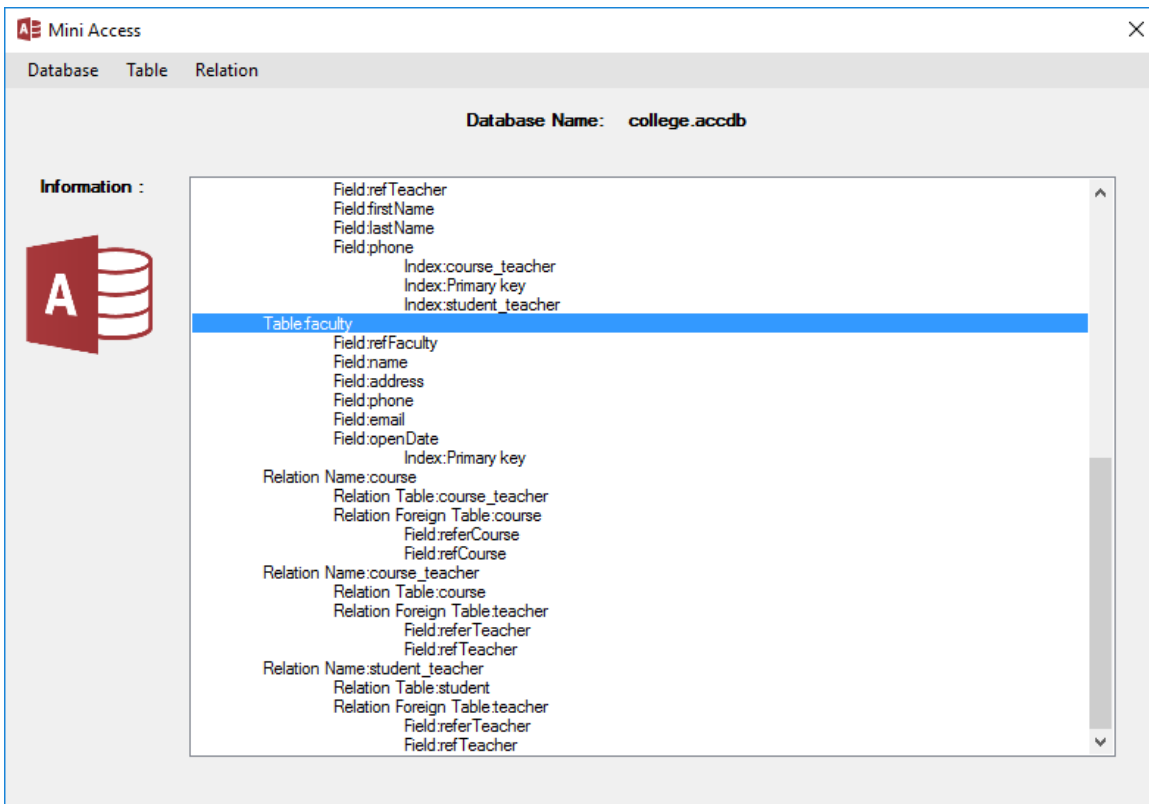 Mini Access
Database Table Relation
Database Name: college.accdb
Information :
Field:refTeacher
Field:firstName
Field:lastName
Field:phone
Index:course_teacher
Index:Primary key
Index:student_teacher
Table:faculty
Field:refFaculty
Field:name
Field:address
Field:phone
Field:email
Field:openDate
Index:Primary key
Relation Name:course
Relation Table:course_teacher
Relation Foreign Table:course
Field:referCourse
Field:refCourse
Relation Name:course_teacher
Relation Table:course
Relation Foreign Table:teacher
Field:referTeacher
Field:refTeacher
Relation Name:student_teacher
Relation Table:student
Relation Foreign Table:teacher
Field:referTeacher
Field:refTeacher
A